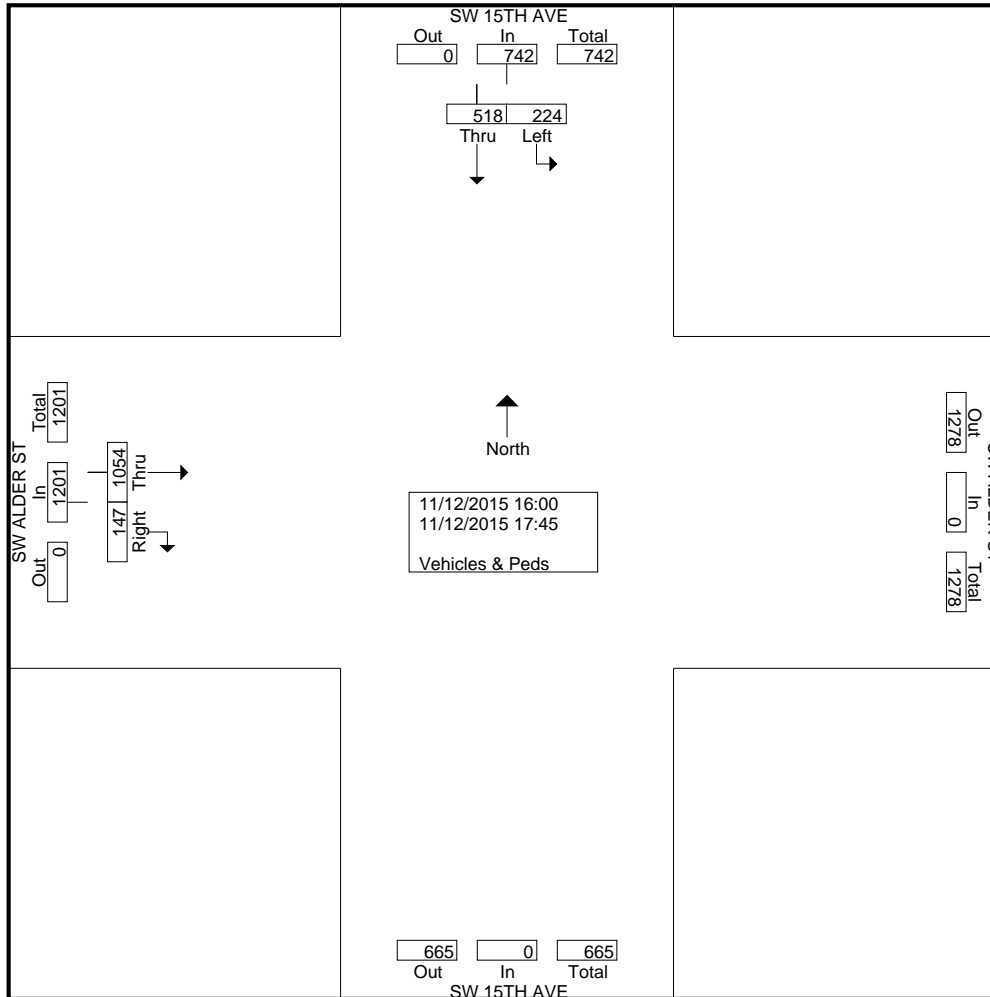 SW 15TH AVE
Out In Total
0 742 742
518 224
Thru Left
SW ALDER ST
Total In Out
1201 1201 0
1054 147
Thru Right
North
11/12/2015 16:00
11/12/2015 17:45
Vehicles & Peds
Out In Total
1278 0 1278
665 0 665
Out In Total
SW 15TH AVE